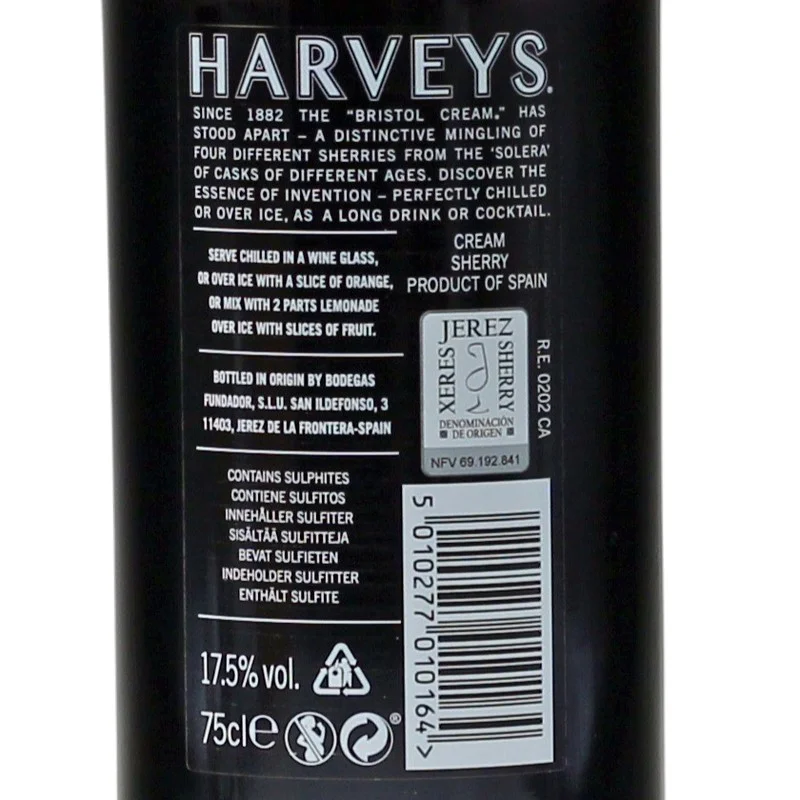 HARVEYS.
SINCE 1882 THE "BRISTOL CREAM." HAS
STOOD APART – A DISTINCTIVE MINGLING OF
FOUR DIFFERENT SHERRIES FROM THE 'SOLERA'
OF CASKS OF DIFFERENT AGES. DISCOVER THE
ESSENCE OF INVENTION – PERFECTLY CHILLED
OR OVER ICE, AS A LONG DRINK OR COCKTAIL.
SERVE CHILLED IN A WINE GLASS,
OR OVER ICE WITH A SLICE OF ORANGE,
OR MIX WITH 2 PARTS LEMONADE
OVER ICE WITH SLICES OF FRUIT.
BOTTLED IN ORIGIN BY BODEGAS
FUNDADOR, S.L.U. SAN ILDEFONSO, 3
11403, JEREZ DE LA FRONTERA-SPAIN
CONTAINS SULPHITES
CONTIENE SULFITOS
INNEHÅLLER SULFITER
SISÄLTÄÄ SULFITTEJA
BEVAT SULFIETEN
INDEHOLDER SULFITTER
ENTHÄLT SULFITE
17.5% vol.
75cl e
®
CREAM
SHERRY
PRODUCT OF SPAIN
JEREZ
XERES
SHERRY
DENOMINACIÓN
DE ORIGEN
NFV 69.192.841
R.E. 0202 CA
5 010277 010164 >